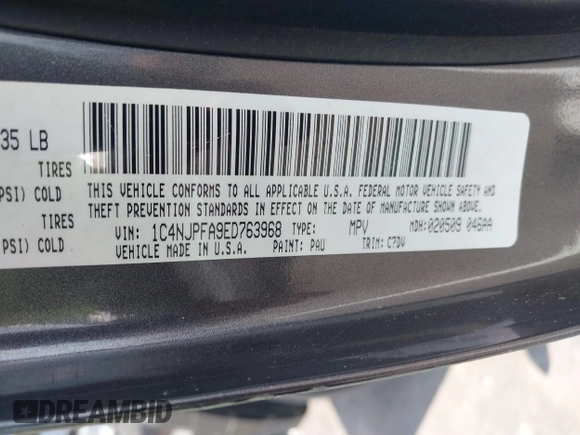 35 LB
TIRES
PSI) COLD
TIRES
PSI) COLD
THIS VEHICLE CONFORMS TO ALL APPLICABLE U.S.A. FEDERAL MOTOR VEHICLE SAFETY AND
THEFT PREVENTION STANDARDS IN EFFECT ON THE DATE OF MANUFACTURE SHOWN ABOVE.
VIN: 1C4NJPFA9ED763968 TYPE: MPV MDH: 020509 046AA
VEHICLE MADE IN U.S.A. PAINT: PAU TRIM: C7DV
DREAMBID